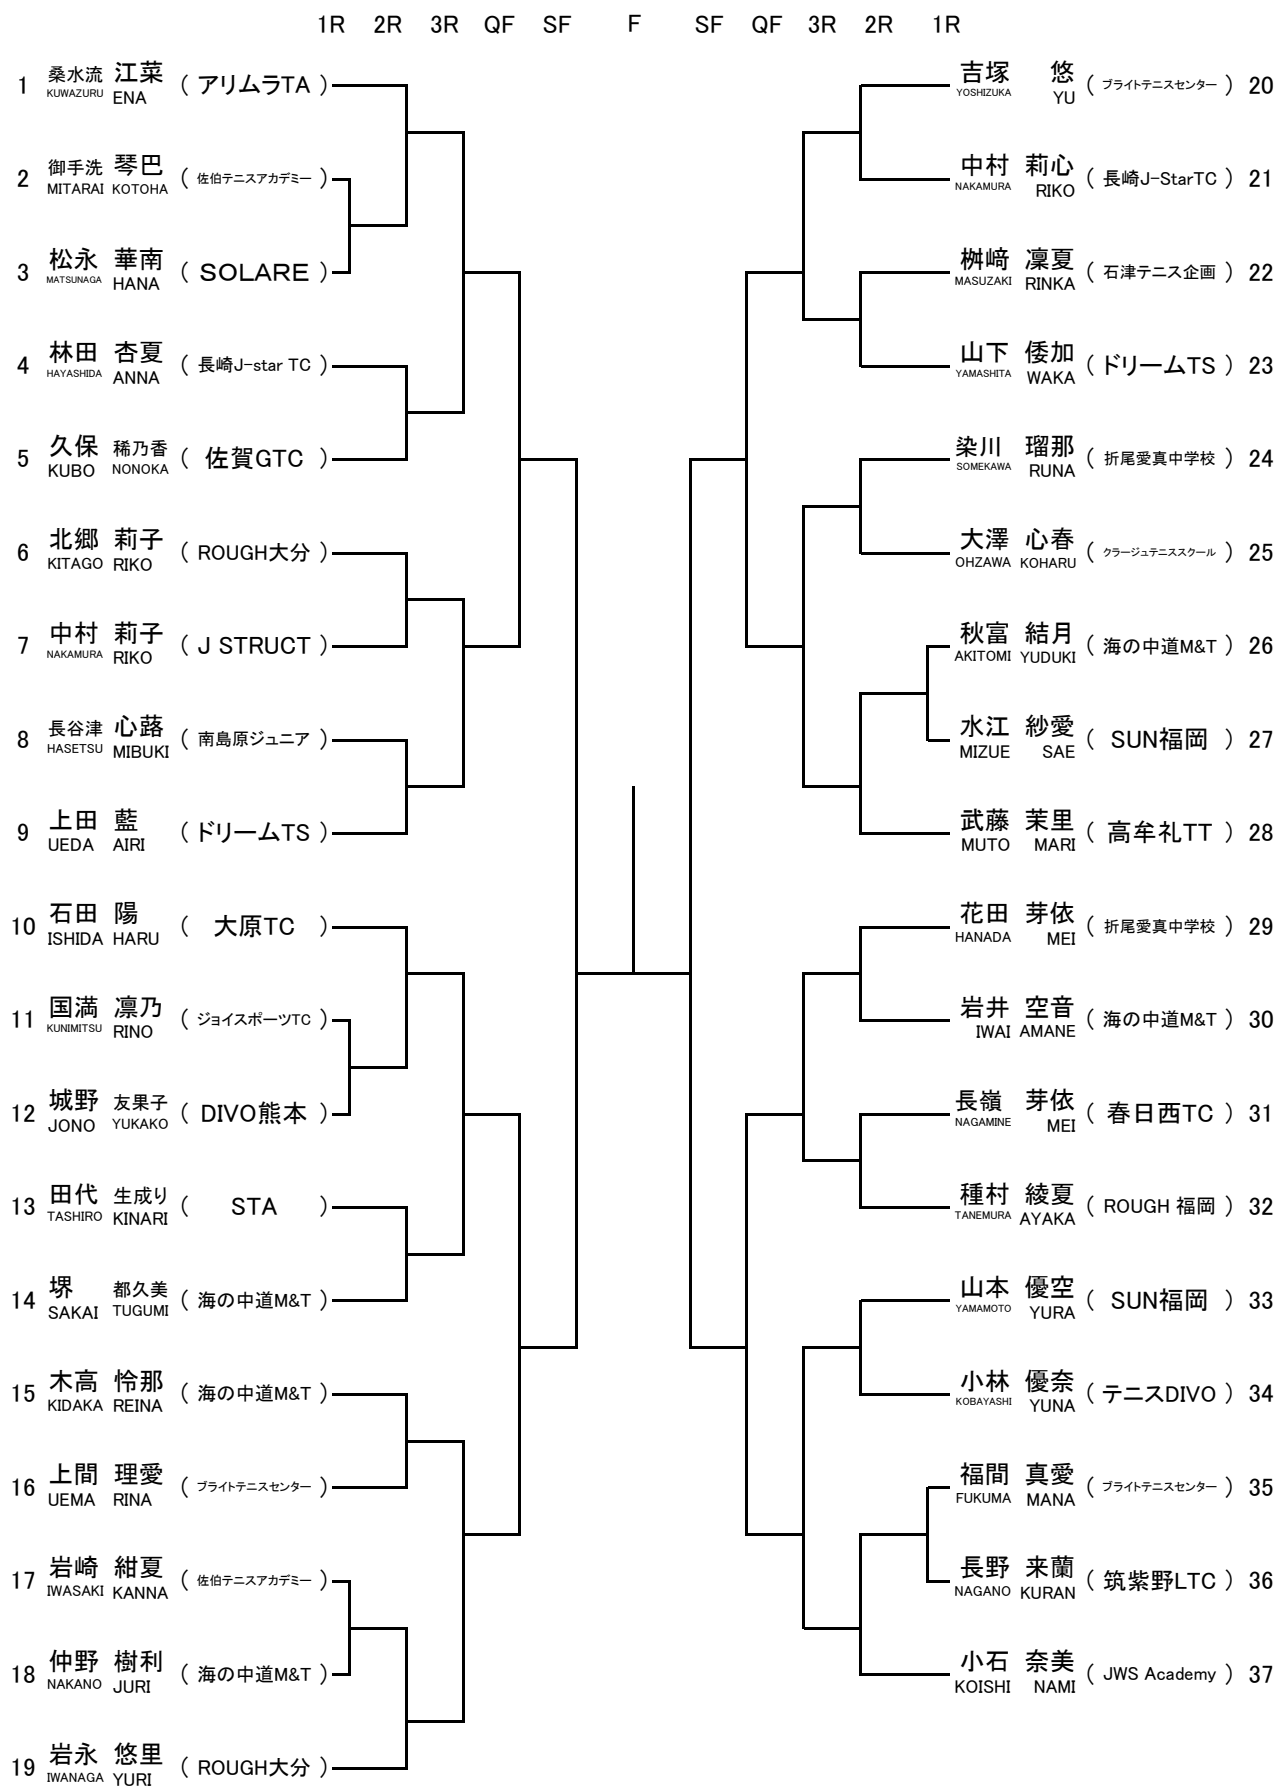 1R 2R 3R QF SF F SF QF 3R 2R 1R
1 桑水流 江菜 ( アリムラTA )
KUWAZURU ENA
2 御手洗 琴巴 ( 佐伯テニスアカデミー )
MITARAI KOTOHA
3 松永 華南 ( SOLARE )
MATSUNAGA HANA
4 林田 杏夏 ( 長崎J-star TC )
HAYASHIDA ANNA
5 久保 稀乃香 ( 佐賀GTC )
KUBO NONOKA
6 北郷 莉子 ( ROUGH大分 )
KITAGO RIKO
7 中村 莉子 ( J STRUCT )
NAKAMURA RIKO
8 長谷津 心蕗 ( 南島原ジュニア )
HASETSU MIBUKI
9 上田 藍 ( ドリームTS )
UEDA AIRI
10 石田 陽 ( 大原TC )
ISHIDA HARU
11 国満 凛乃 ( ジョイスポーツTC )
KUNIMITSU RINO
12 城野 友果子 ( DIVO熊本 )
JONO YUKAKO
13 田代 生成り ( STA )
TASHIRO KINARI
14 堺 都久美 ( 海の中道M&T )
SAKAI TUGUMI
15 木高 怜那 ( 海の中道M&T )
KIDAKA REINA
16 上間 理愛 ( ブライトテニスセンター )
UEMA RINA
17 岩崎 紺夏 ( 佐伯テニスアカデミー )
IWASAKI KANNA
18 仲野 樹利 ( 海の中道M&T )
NAKANO JURI
19 岩永 悠里 ( ROUGH大分 )
IWANAGA YURI
吉塚 悠 ( ブライトテニスセンター ) 20
YOSHIZUKA YU
中村 莉心 ( 長崎J-StarTC ) 21
NAKAMURA RIKO
桝﨑 凜夏 ( 石津テニス企画 ) 22
MASUZAKI RINKA
山下 倭加 ( ドリームTS ) 23
YAMASHITA WAKA
染川 瑠那 ( 折尾愛真中学校 ) 24
SOMEKAWA RUNA
大澤 心春 ( クラージュテニススクール ) 25
OHZAWA KOHARU
秋富 結月 ( 海の中道M&T ) 26
AKITOMI YUDUKI
水江 紗愛 ( SUN福岡 ) 27
MIZUE SAE
武藤 茉里 ( 高牟礼TT ) 28
MUTO MARI
花田 芽依 ( 折尾愛真中学校 ) 29
HANADA MEI
岩井 空音 ( 海の中道M&T ) 30
IWAI AMANE
長嶺 芽依 ( 春日西TC ) 31
NAGAMINE MEI
種村 綾夏 ( ROUGH 福岡 ) 32
TANEMURA AYAKA
山本 優空 ( SUN福岡 ) 33
YAMAMOTO YURA
小林 優奈 ( テニスDIVO ) 34
KOBAYASHI YUNA
福間 真愛 ( ブライトテニスセンター ) 35
FUKUMA MANA
長野 来蘭 ( 筑紫野LTC ) 36
NAGANO KURAN
小石 奈美 ( JWS Academy ) 37
KOISHI NAMI